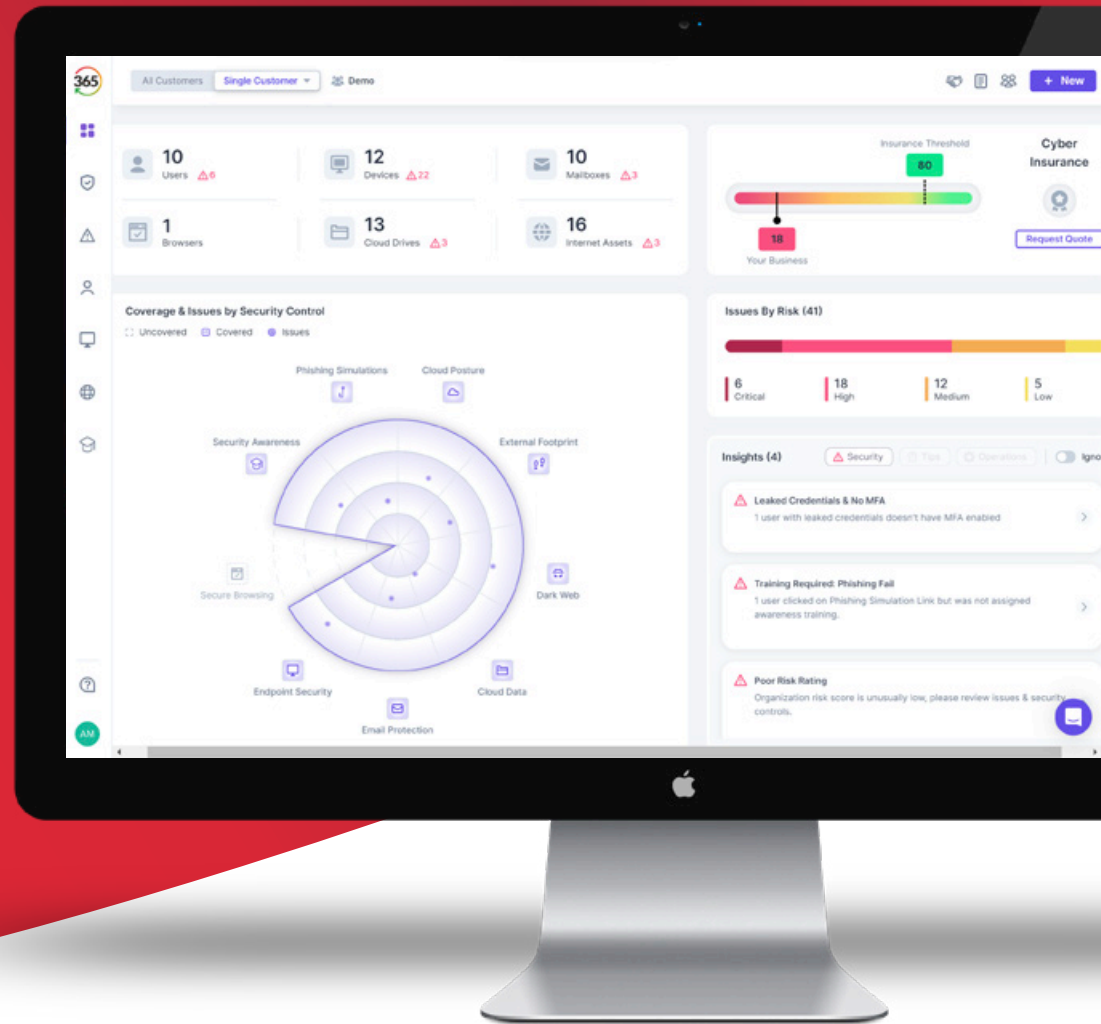 365
All Customers
Single Customer
Demo
+ New
10
Users 6
12
Devices 22
10
Mailboxes 3
1
Browsers
13
Cloud Drives 3
16
Internet Assets 3
Insurance Threshold
80
18
Your Business
Cyber
Insurance
Request Quote
Coverage & Issues by Security Control
Uncovered Covered Issues
Phishing Simulations
Cloud Posture
Security Awareness
External Footprint
Secure Browsing
Dark Web
Endpoint Security
Cloud Data
Email Protection
Issues By Risk (41)
6
Critical
18
High
12
Medium
5
Low
Insights (4)
Security
Tips
Operations
Igno
Leaked Credentials & No MFA
1 user with leaked credentials doesn't have MFA enabled
Training Required: Phishing Fail
1 user clicked on Phishing Simulation Link but was not assigned
awareness training.
Poor Risk Rating
Organization risk score is unusually low, please review issues & security
controls.
AM